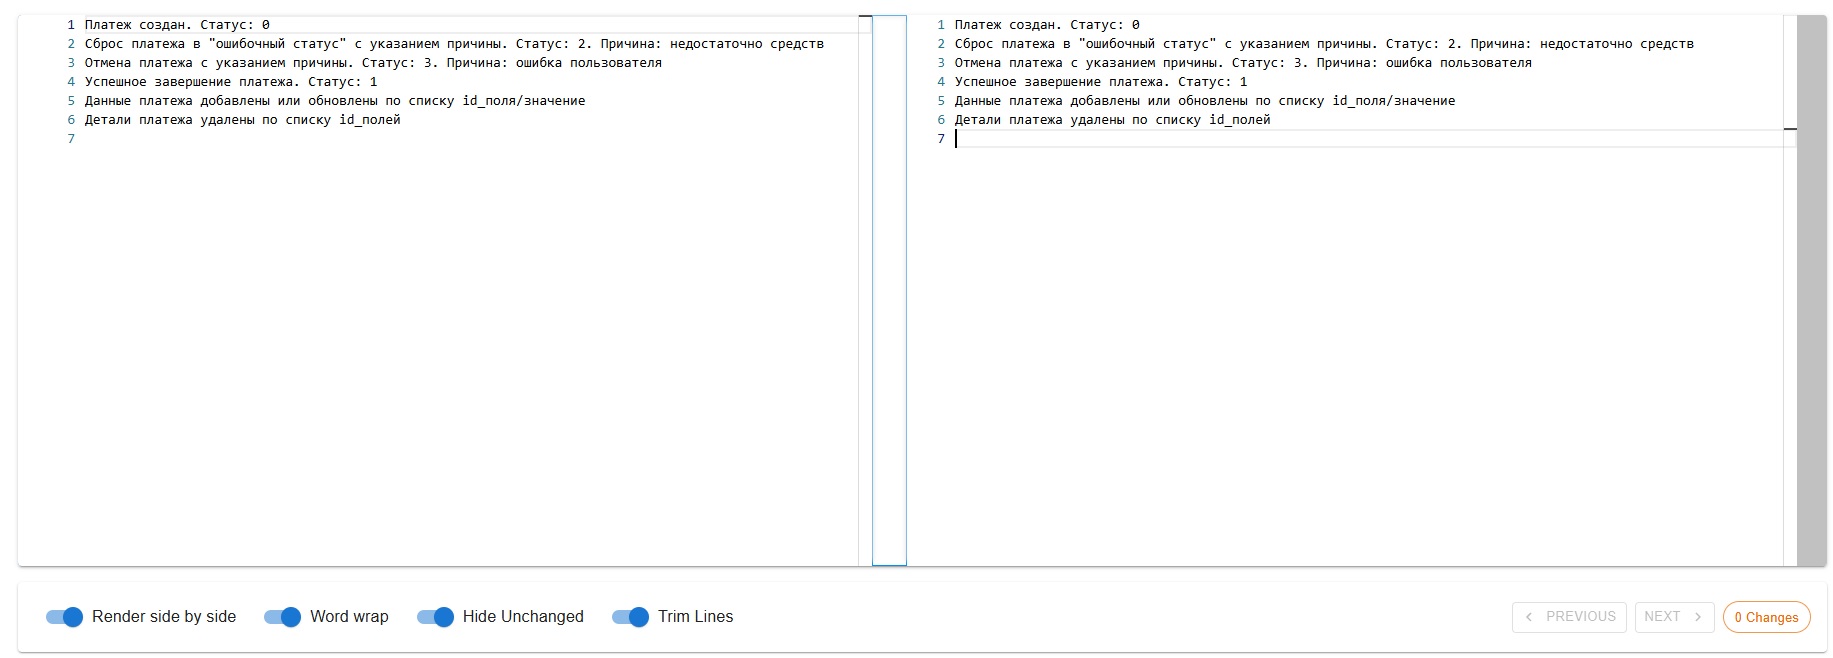 1 Платеж создан. Статус: 0
2 Сброс платежа в "ошибочный статус" с указанием причины. Статус: 2. Причина: недостаточно средств
3 Отмена платежа с указанием причины. Статус: 3. Причина: ошибка пользователя
4 Успешное завершение платежа. Статус: 1
5 Данные платежа добавлены или обновлены по списку id_поля/значение
6 Детали платежа удалены по списку id_полей
7
1 Платеж создан. Статус: 0
2 Сброс платежа в "ошибочный статус" с указанием причины. Статус: 2. Причина: недостаточно средств
3 Отмена платежа с указанием причины. Статус: 3. Причина: ошибка пользователя
4 Успешное завершение платежа. Статус: 1
5 Данные платежа добавлены или обновлены по списку id_поля/значение
6 Детали платежа удалены по списку id_полей
7
Render side by side Word wrap Hide Unchanged Trim Lines PREVIOUS NEXT 0 Changes